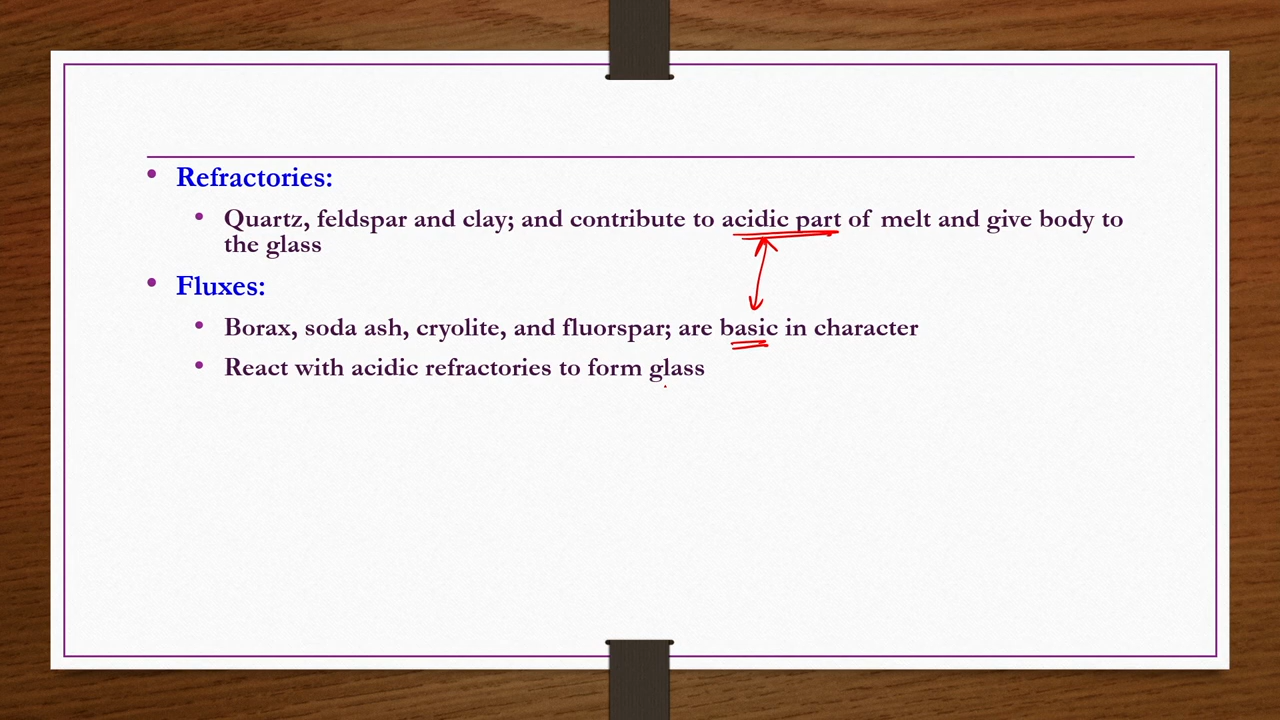 • Refractories:
• Quartz, feldspar and clay; and contribute to acidic part of melt and give body to
the glass
• Fluxes:
• Borax, soda ash, cryolite, and fluorspar; are basic in character
• React with acidic refractories to form glass